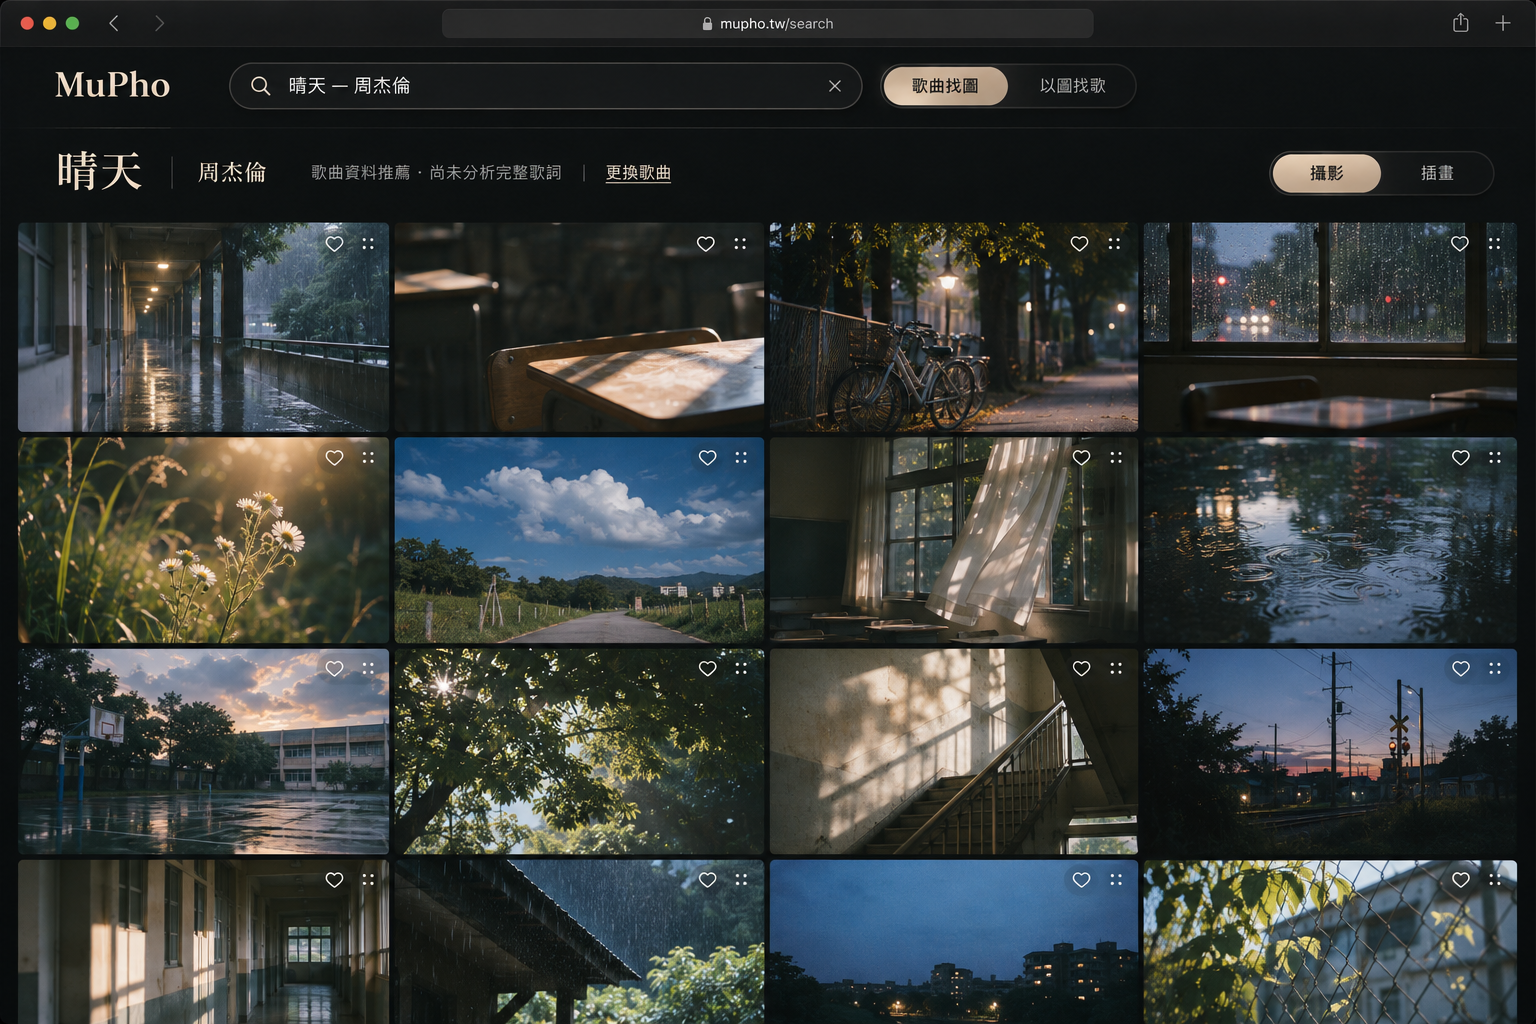 mupho.tw/search
MuPho
晴天 — 周杰倫
歌曲找圖
以圖找歌
晴天
周杰倫
歌曲資料推薦 · 尚未分析完整歌詞
更換歌曲
攝影
插畫